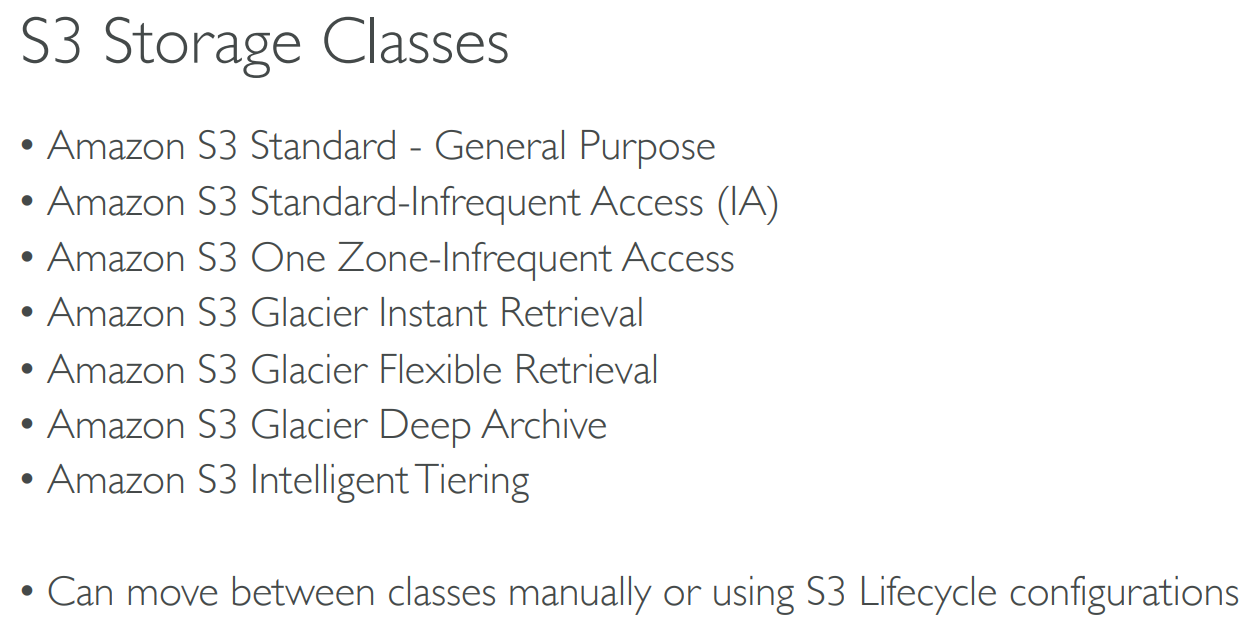 S3 Storage Classes
• Amazon S3 Standard - General Purpose
• Amazon S3 Standard-Infrequent Access (IA)
• Amazon S3 One Zone-Infrequent Access
• Amazon S3 Glacier Instant Retrieval
• Amazon S3 Glacier Flexible Retrieval
• Amazon S3 Glacier Deep Archive
• Amazon S3 Intelligent Tiering
• Can move between classes manually or using S3 Lifecycle configurations